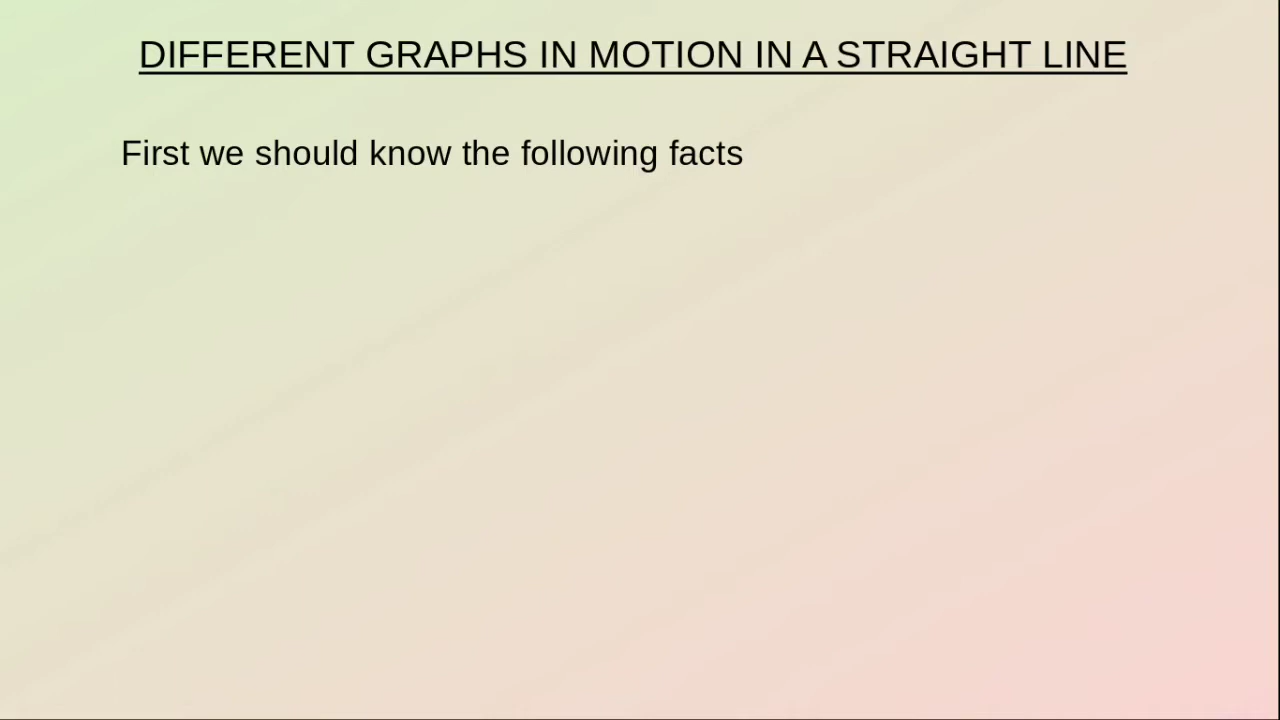 DIFFERENT GRAPHS IN MOTION IN A STRAIGHT LINE
First we should know the following facts